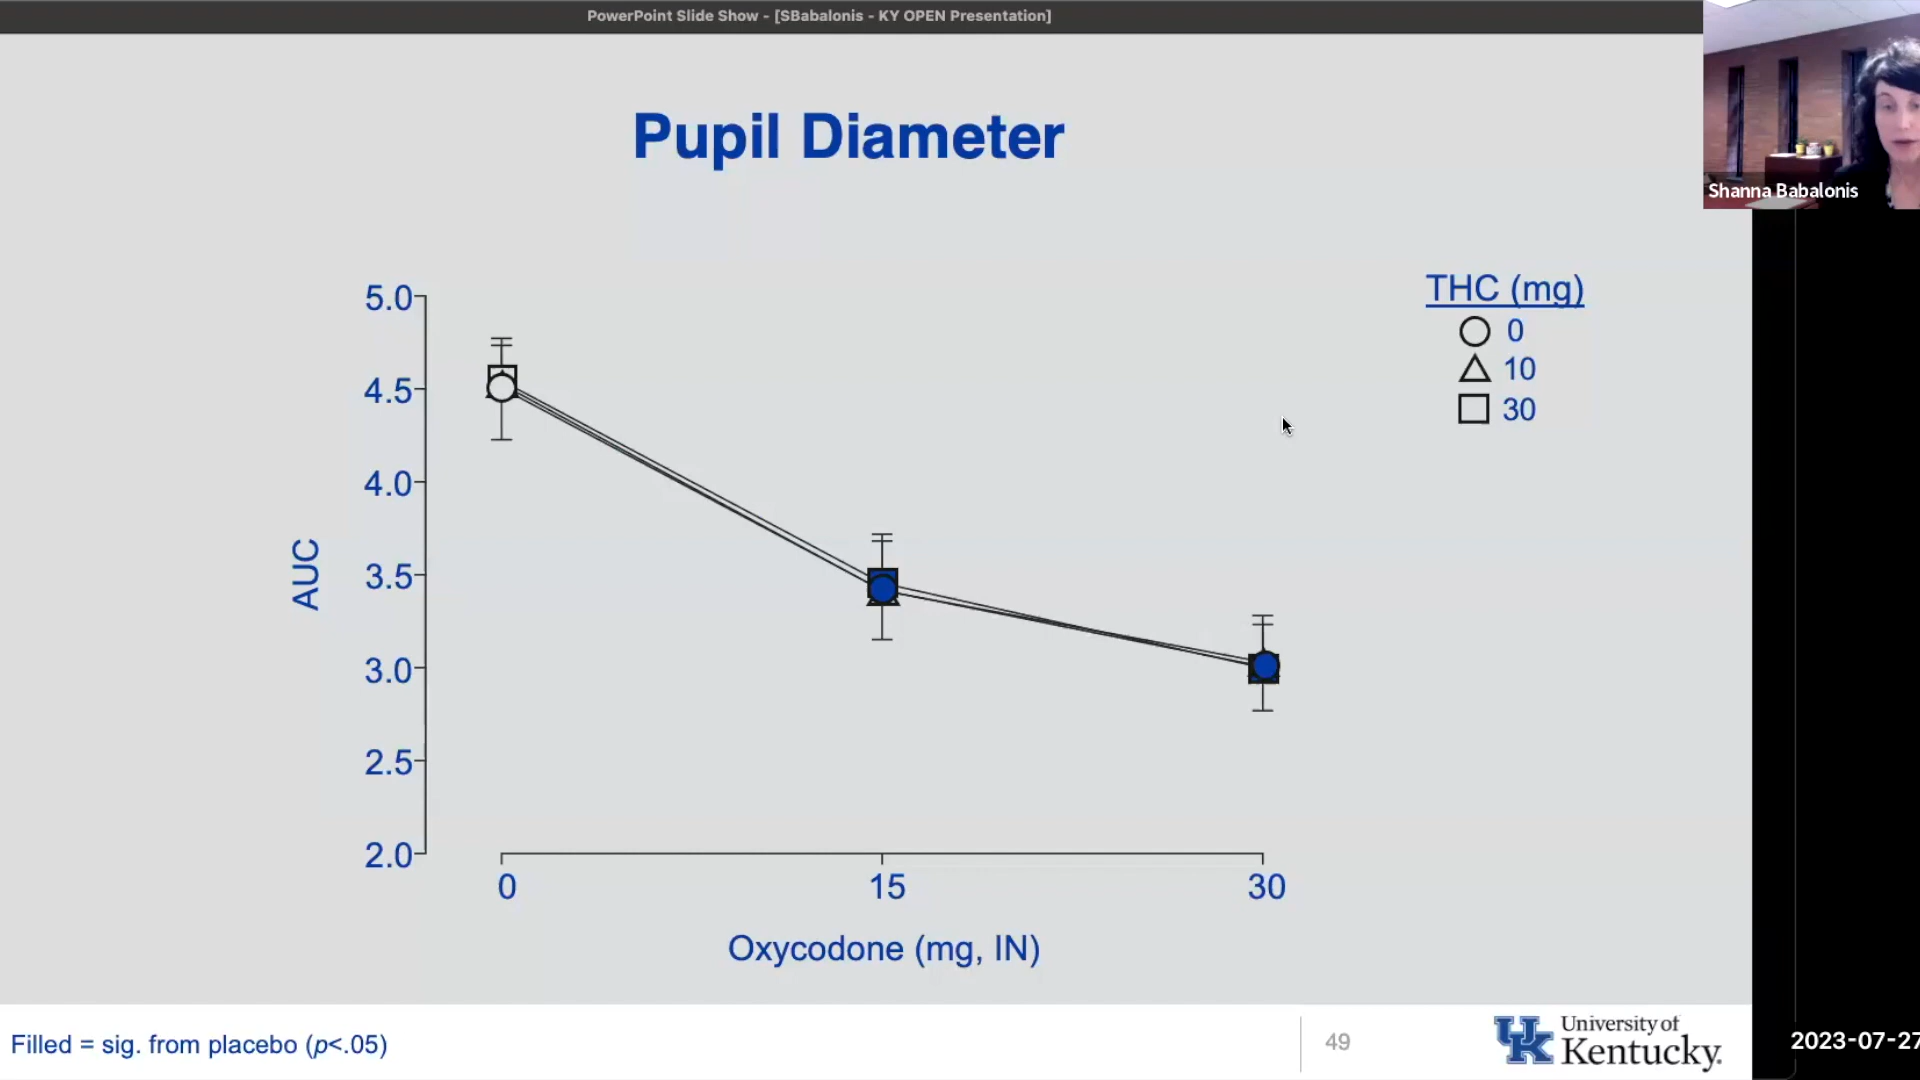 PowerPoint Slide Show - [SBabalonis - KY OPEN Presentation]
Shanna Babalonis
Pupil Diameter
THC (mg)
0
10
30
5.0
4.5
4.0
3.5
3.0
2.5
2.0
AUC
0 15 30
Oxycodone (mg, IN)
Filled = sig. from placebo (p<.05)
49
UK
University of
Kentucky.
2023-07-27